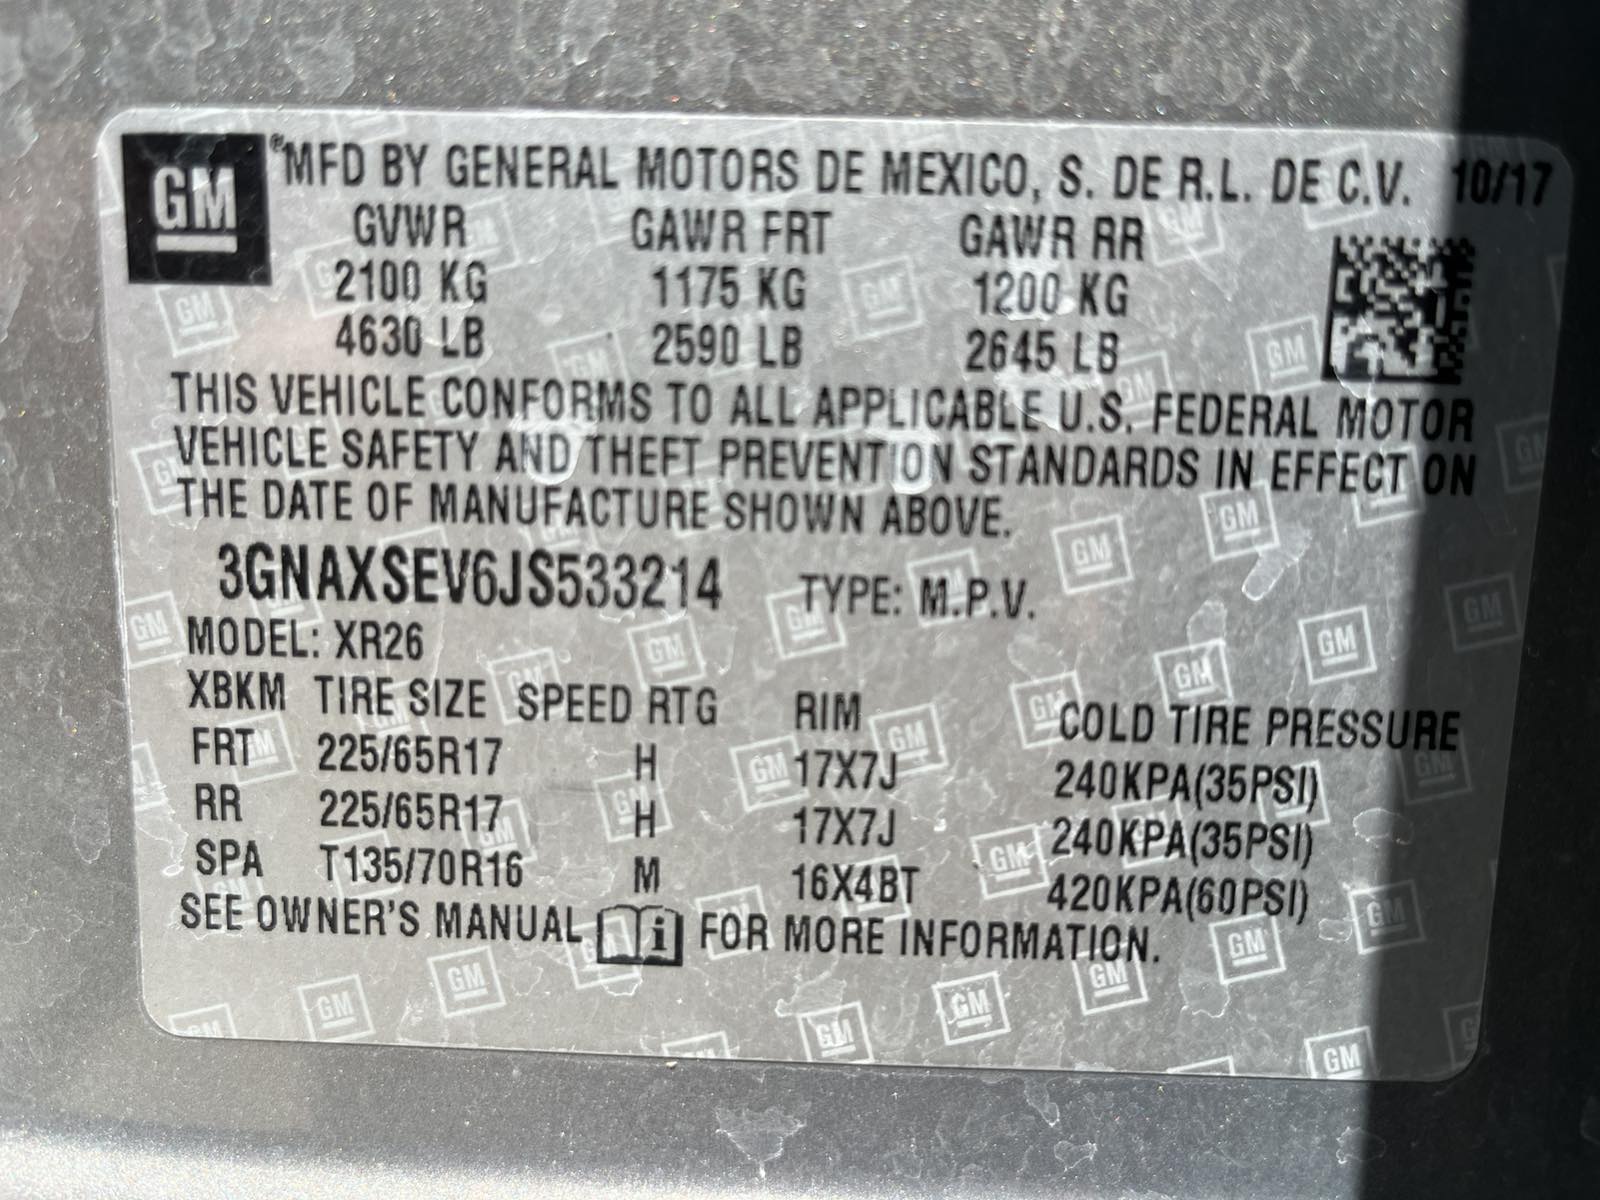 GM ®MFD BY GENERAL MOTORS DE MEXICO, S. DE R.L. DE C.V. 10/17
GVWR GAWR FRT GAWR RR
2100 KG 1175 KG 1200 KG
4630 LB 2590 LB 2645 LB
THIS VEHICLE CONFORMS TO ALL APPLICABLE U.S. FEDERAL MOTOR
VEHICLE SAFETY AND THEFT PREVENTION STANDARDS IN EFFECT ON
THE DATE OF MANUFACTURE SHOWN ABOVE.
3GNAXSEV6JS533214 TYPE: M.P.V.
MODEL: XR26
XBKM TIRE SIZE SPEED RTG RIM COLD TIRE PRESSURE
FRT 225/65R17 H 17X7J 240KPA(35PSI)
RR 225/65R17 H 17X7J 240KPA(35PSI)
SPA T135/70R16 M 16X4BT 420KPA(60PSI)
SEE OWNER'S MANUAL i FOR MORE INFORMATION.